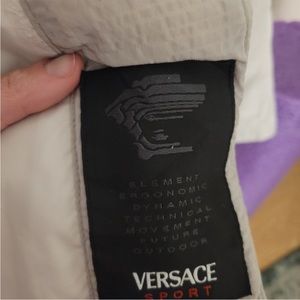 ELEMENT
ERGONOMIC
DYNAMIC
TECHNICAL
MOVEMENT
FUTURE
OUTDOOR
VERSACE
SPORT